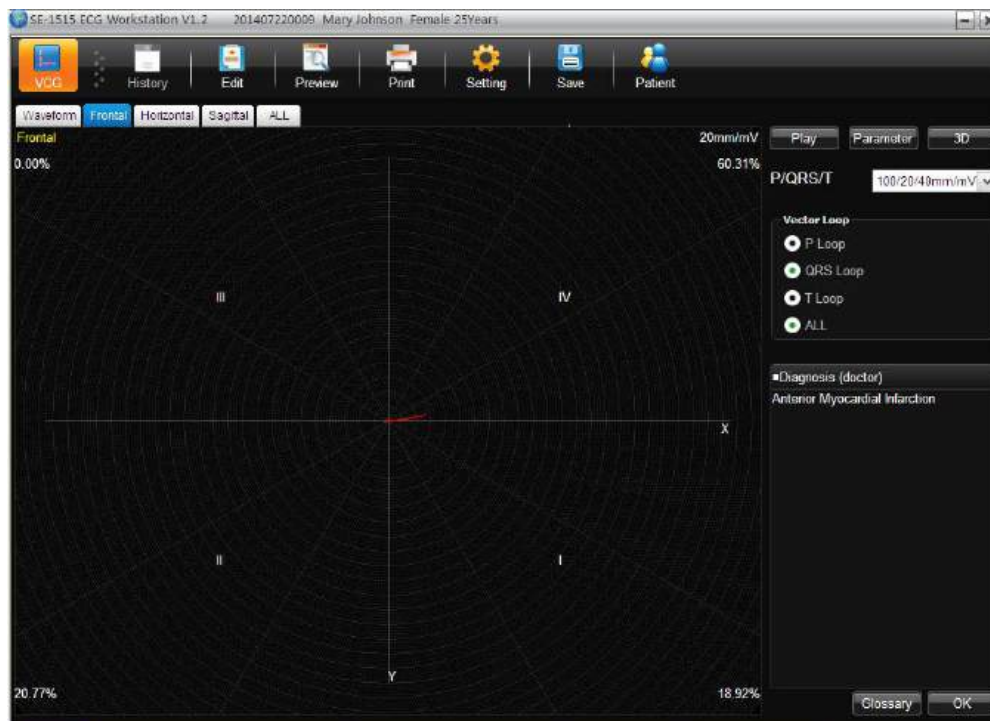 SE-1515 ECG Workstation V1.2 201407220009 Mary Johnson Female 25Years
VCG History Edit Preview Print Setting Save Patient
Waveform Frontal Horizontal Sagittal ALL
Frontal 20mm/mV Play Parameter 3D
0.00% 60.31%
P/QRS/T 100/20/40mm/mV
Vector Loop
P Loop
QRS Loop
III IV T Loop
ALL
Diagnosis (doctor)
Anterior Myocardial Infarction
X
II I
Y
20.77% 18.92%
Glossary OK